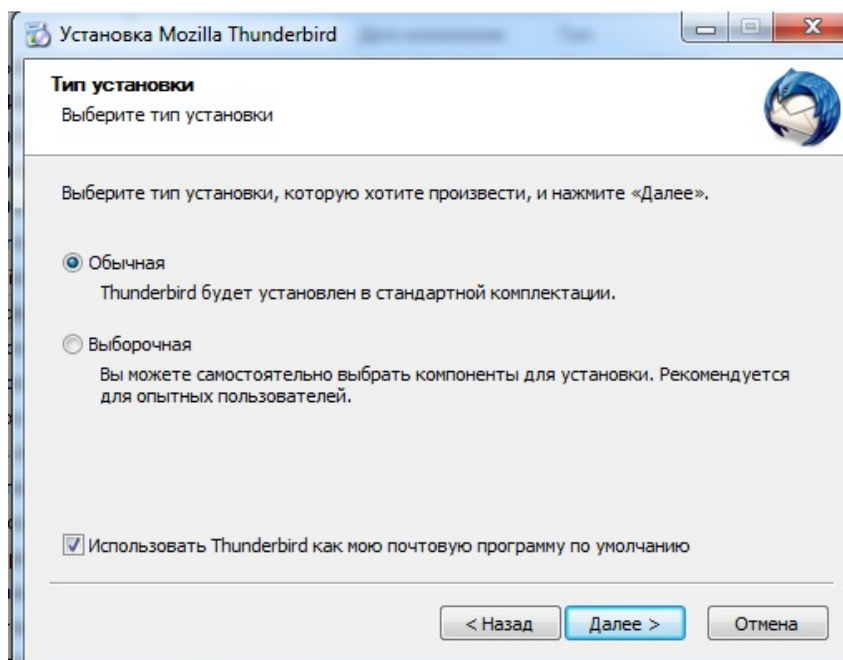 Установка Mozilla Thunderbird
Тип установки
Выберите тип установки
Выберите тип установки, которую хотите произвести, и нажмите «Далее».
Обычная
Thunderbird будет установлен в стандартной комплектации.
Выборочная
Вы можете самостоятельно выбрать компоненты для установки. Рекомендуется
для опытных пользователей.
Использовать Thunderbird как мою почтовую программу по умолчанию
< Назад
Далее >
Отмена